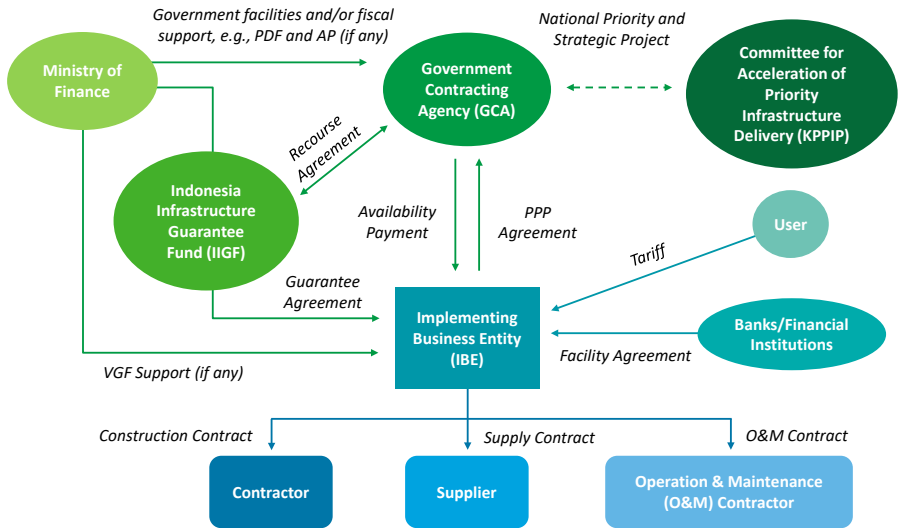 Government facilities and/or fiscal
support, e.g., PDF and AP (if any)
National Priority and
Strategic Project
Ministry of
Finance
Government
Contracting
Agency (GCA)
Committee for
Acceleration of
Priority
Infrastructure
Delivery (KPPIP)
Recourse
Agreement
Indonesia
Infrastructure
Guarantee
Fund (IIGF)
Availability
Payment
PPP
Agreement
User
Tariff
Guarantee
Agreement
Implementing
Business Entity
(IBE)
Banks/Financial
Institutions
Facility Agreement
VGF Support (if any)
Construction Contract
Supply Contract
O&M Contract
Contractor
Supplier
Operation & Maintenance
(O&M) Contractor